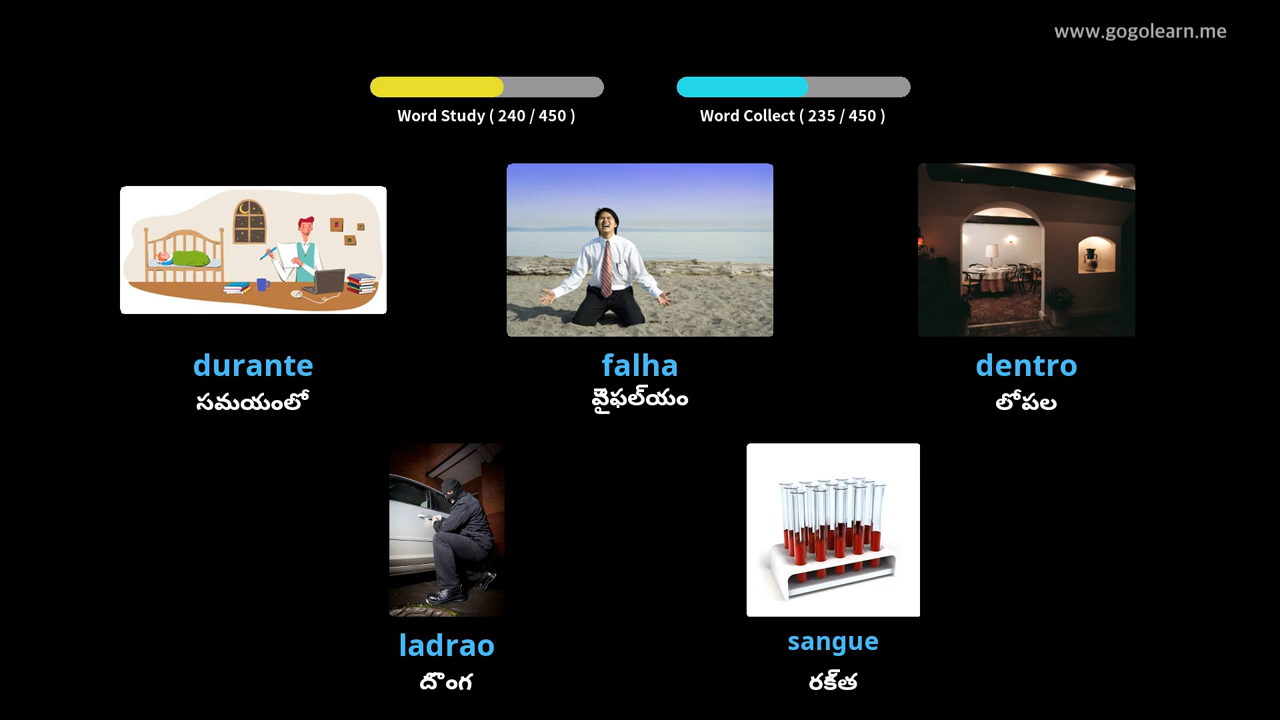 www.gogolearn.me
Word Study ( 240 / 450 )
Word Collect ( 235 / 450 )
durante
సమయంలో
falha
వైఫల్యం
dentro
లోపల
ladrao
దొంగ
sangue
రక్త